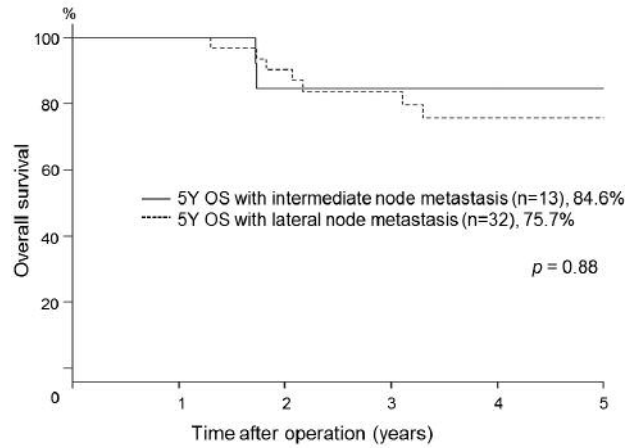 %
100
80
60
40
20
0
Overall survival
5Y OS with intermediate node metastasis (n=13), 84.6%
5Y OS with lateral node metastasis (n=32), 75.7%
p = 0.88
1 2 3 4 5
Time after operation (years)